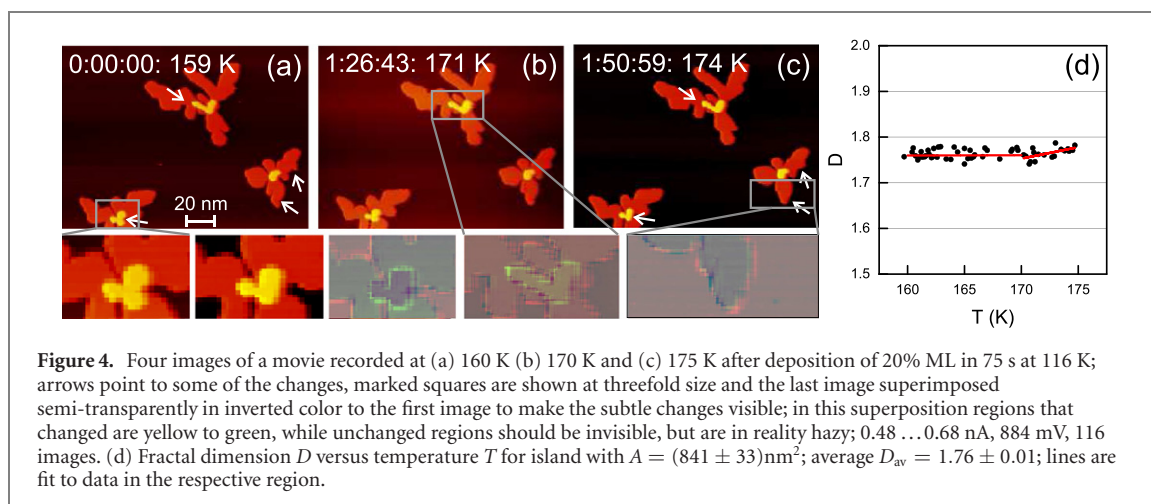 0:00:00: 159 K (a)
1:26:43: 171 K (b)
1:50:59: 174 K (c)
20 nm
(d)
2.0
1.9
1.8
1.7
1.6
1.5
D
160 165 170 175
T (K)
Figure 4. Four images of a movie recorded at (a) 160 K (b) 170 K and (c) 175 K after deposition of 20% ML in 75 s at 116 K;
arrows point to some of the changes, marked squares are shown at threefold size and the last image superimposed
semi-transparently in inverted color to the first image to make the subtle changes visible; in this superposition regions that
changed are yellow to green, while unchanged regions should be invisible, but are in reality hazy; 0.48 … 0.68 nA, 884 mV, 116
images. (d) Fractal dimension D versus temperature T for island with A = (841 ± 33)nm²; average Dav = 1.76 ± 0.01; lines are
fit to data in the respective region.